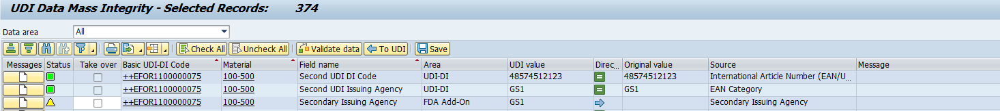 UDI Data Mass Integrity - Selected Records: 374
Data area All
Check All Uncheck All Validate data To UDI Save
Messages Status Take over Basic UDI-DI Code Material Field name Area UDI value Direc... Original value Source Message
++EFOR1100000075 100-500 Second UDI DI Code UDI-DI 48574512123 48574512123 International Article Number (EAN/U...
++EFOR1100000075 100-500 Second UDI Issuing Agency UDI-DI GS1 GS1 EAN Category
++EFOR1100000075 100-500 Secondary Issuing Agency FDA Add-On GS1 Secondary Issuing Agency